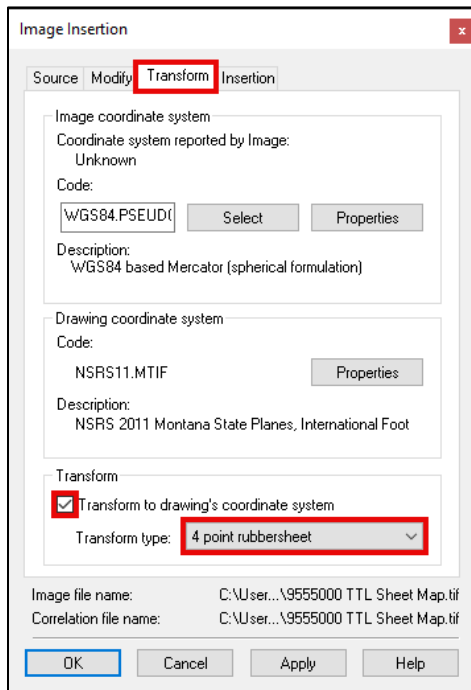 Image Insertion
x
Source Modify Transform Insertion
Image coordinate system
Coordinate system reported by Image:
Unknown
Code:
WGS84.PSEUD( Select Properties
Description:
WGS84 based Mercator (spherical formulation)
Drawing coordinate system
Code:
NSRS11.MTIF Properties
Description:
NSRS 2011 Montana State Planes, International Foot
Transform
Transform to drawing's coordinate system
Transform type: 4 point rubbersheet
Image file name: C:\User...\9555000 TTL Sheet Map.tif
Correlation file name: C:\User...\9555000 TTL Sheet Map.tif
OK Cancel Apply Help